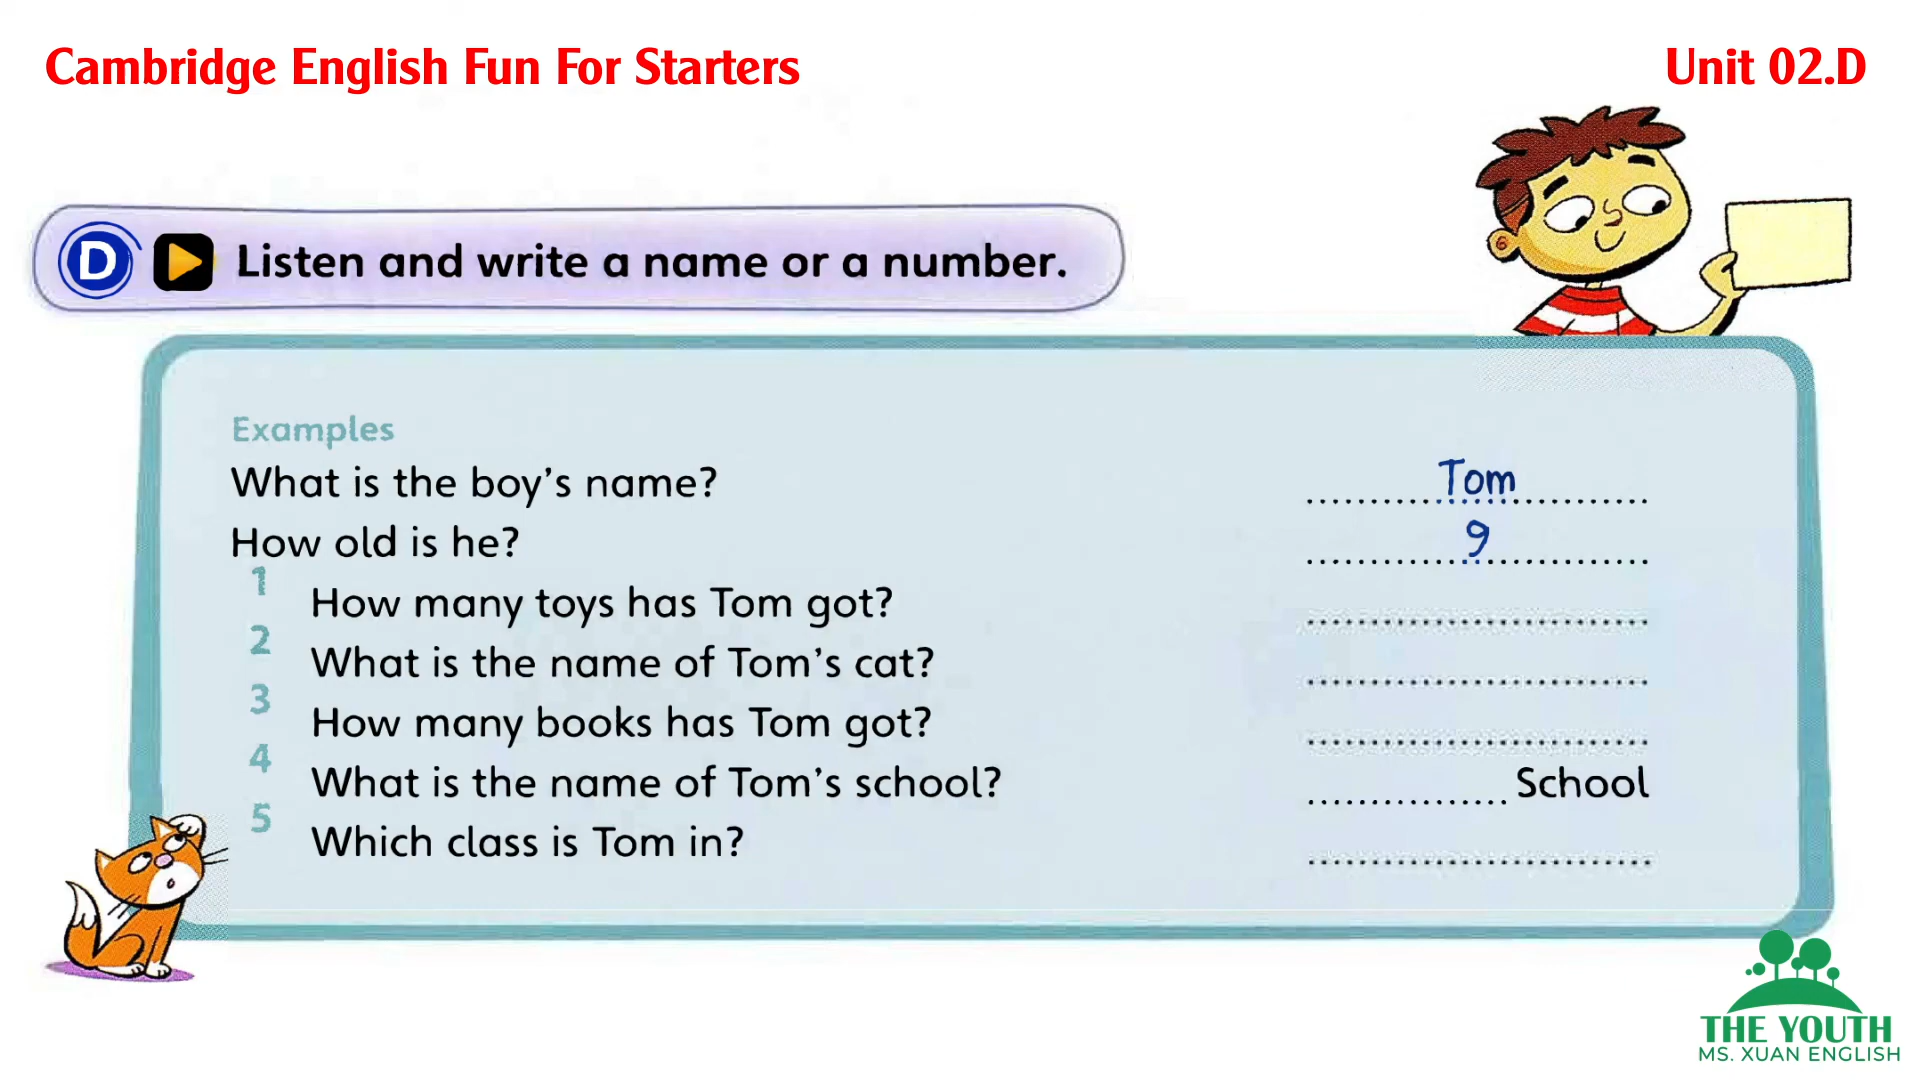 Cambridge English Fun For Starters
Unit 02.D
D Listen and write a name or a number.
Examples
What is the boy's name? Tom
How old is he? 9
1 How many toys has Tom got?
2 What is the name of Tom's cat?
3 How many books has Tom got?
4 What is the name of Tom's school? School
5 Which class is Tom in?
THE YOUTH
MS. XUAN ENGLISH